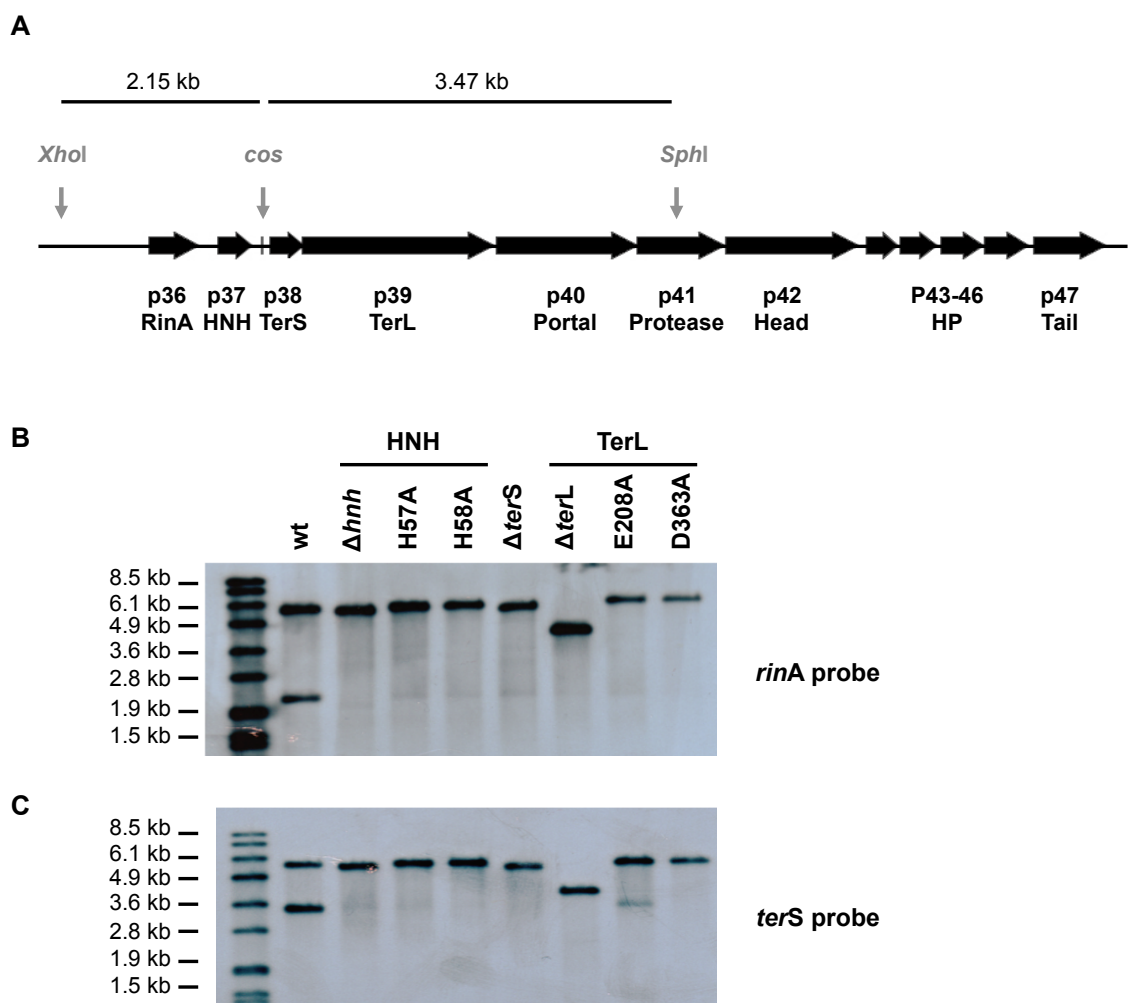 A
2.15 kb 3.47 kb
XhoI cos SphI
p36 p37 p38 p39 p40 p41 p42 P43-46 p47
RinA HNH TerS TerL Portal Protease Head HP Tail
B
HNH TerL
wt Δhnh H57A H58A ΔterS ΔterL E208A D363A
8.5 kb
6.1 kb
4.9 kb
3.6 kb
2.8 kb
1.9 kb
1.5 kb
rinA probe
C
8.5 kb
6.1 kb
4.9 kb
3.6 kb
2.8 kb
1.9 kb
1.5 kb
terS probe